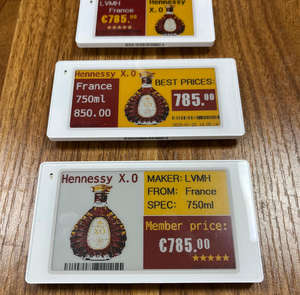 LVMH
France
€785.00
Hennessy
X.O
Hennessy X.O
France
750ml
850.00
BEST PRICES:
785.00
Hennessy X.O
MAKER: LVMH
FROM: France
SPEC: 750ml
Member price:
€785.00
★★★★★